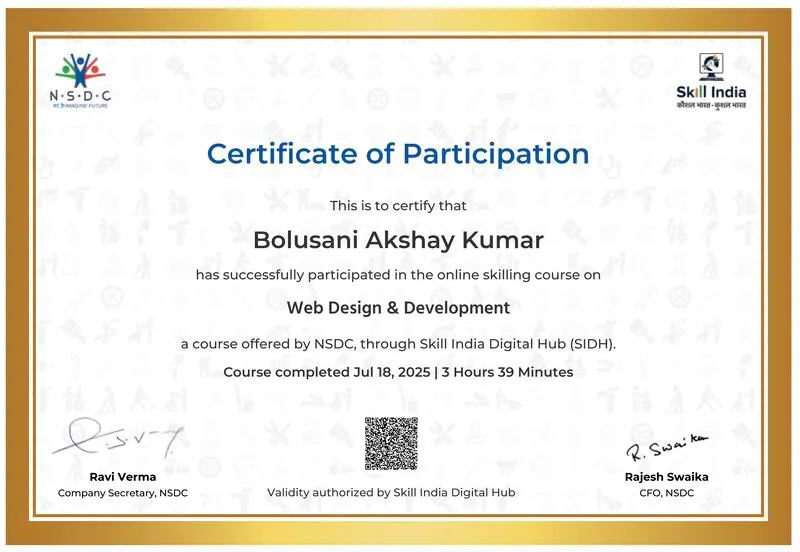 N·S·D·C
RE IMAGINE FUTURE
Skill India
कौशल भारत-कुशल भारत
Certificate of Participation
This is to certify that
Bolusani Akshay Kumar
has successfully participated in the online skilling course on
Web Design & Development
a course offered by NSDC, through Skill India Digital Hub (SIDH).
Course completed Jul 18, 2025 | 3 Hours 39 Minutes
R. Swaika
Ravi Verma
Company Secretary, NSDC
Validity authorized by Skill India Digital Hub
Rajesh Swaika
CFO, NSDC